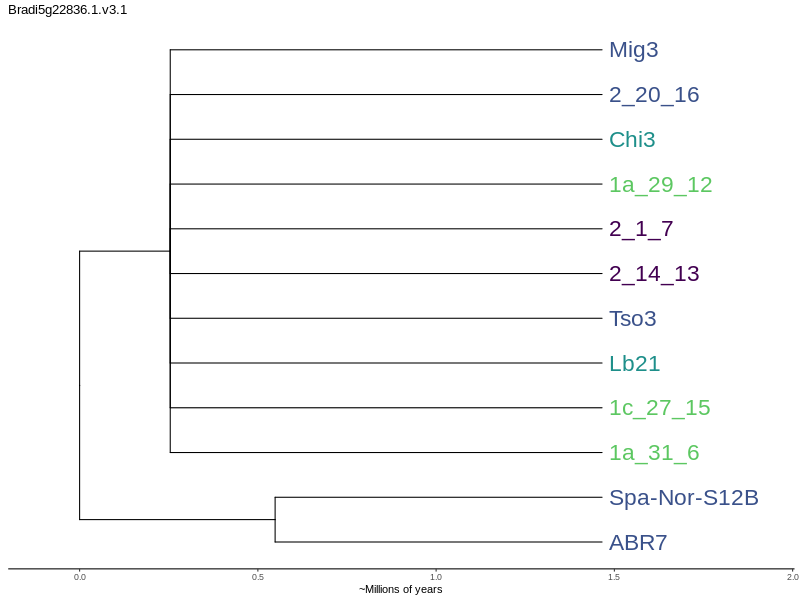 Bradi5g22836.1.v3.1
Mig3
2_20_16
Chi3
1a_29_12
2_1_7
2_14_13
Tso3
Lb21
1c_27_15
1a_31_6
Spa-Nor-S12B
ABR7
0.0 0.5 1.0 1.5 2.0
~Millions of years